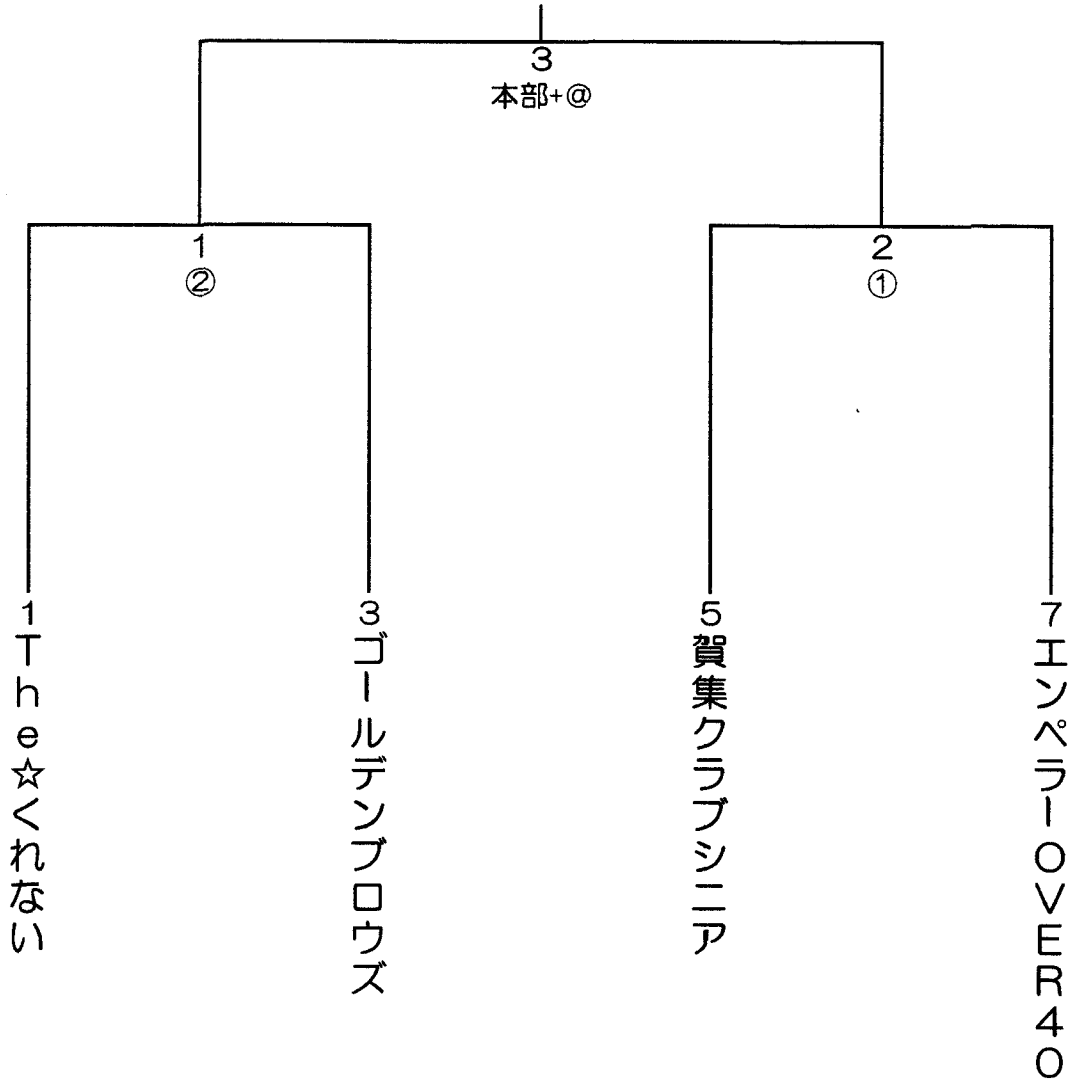 3
本部+@
1
②
2
①
1 The☆くれない
3 ゴールデンブロウズ
5 賀集クラブシニア
7 エンペラーOVER40